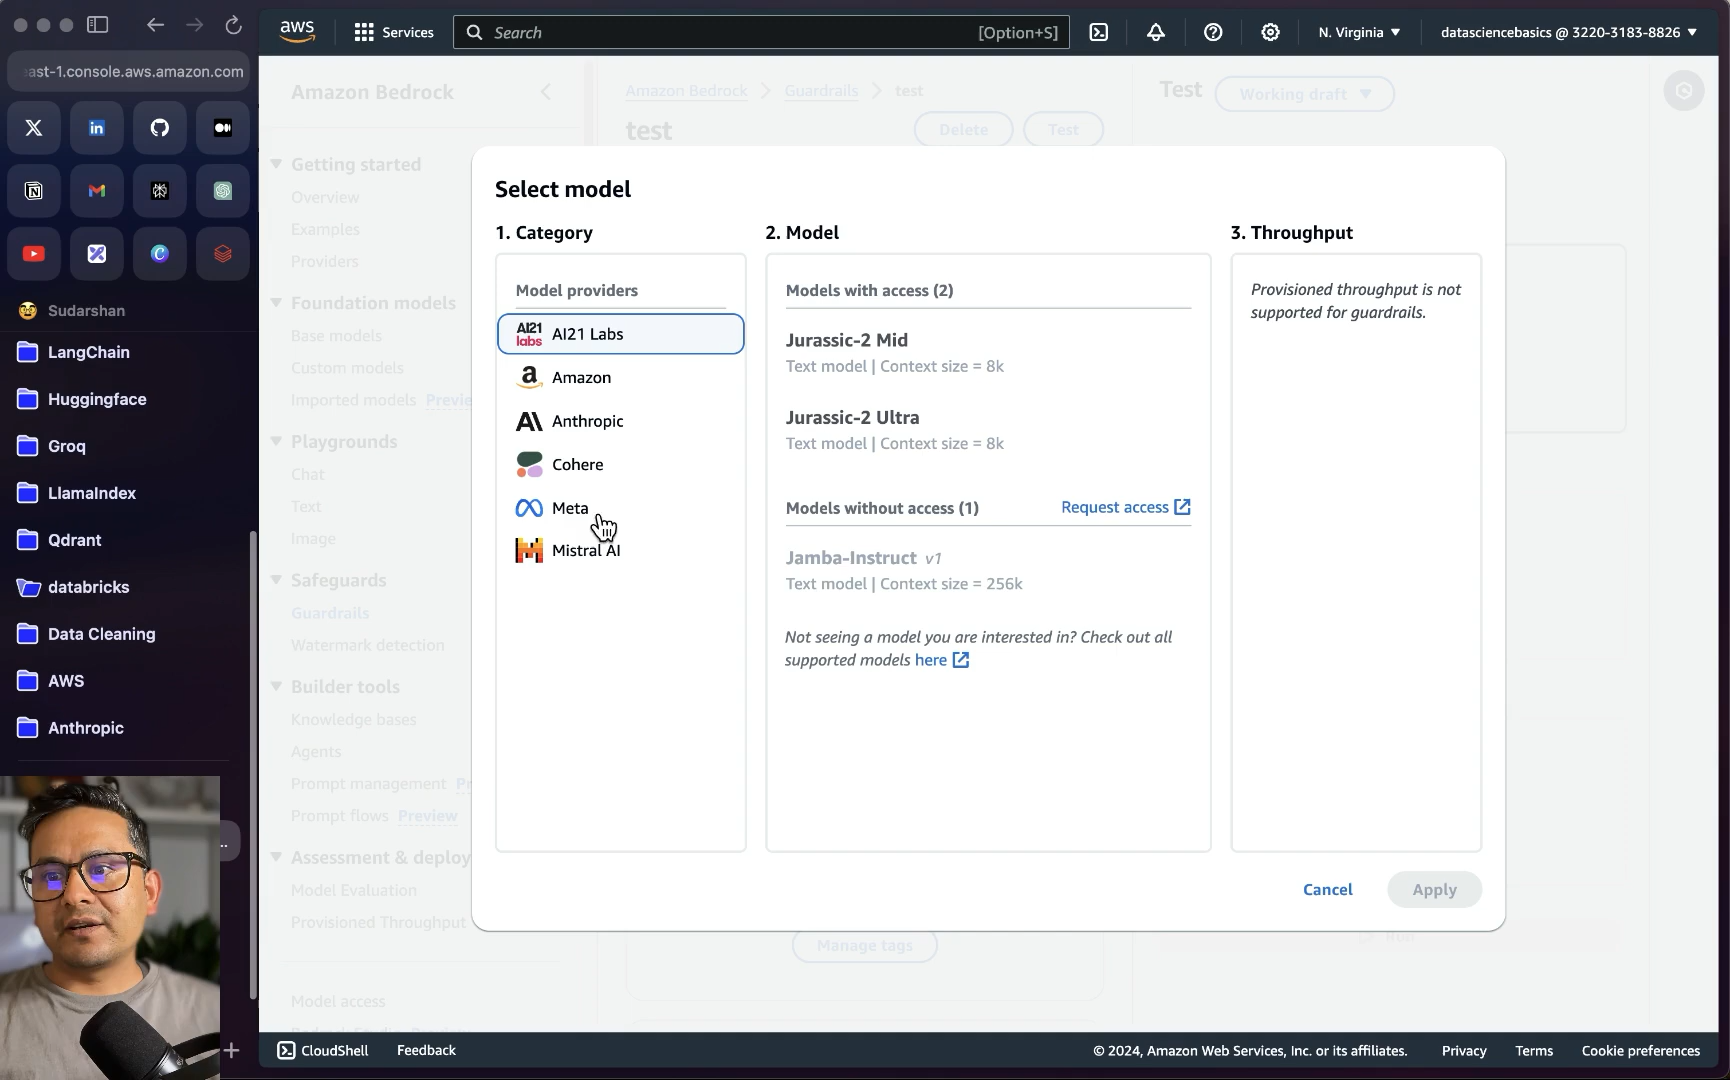 aws
Services
Search
[Option+S]
N. Virginia
datasciencebasics @ 3220-3183-8826
ast-1.console.aws.amazon.com
Sudarshan
LangChain
Huggingface
Groq
LlamaIndex
Qdrant
databricks
Data Cleaning
AWS
Anthropic
Amazon Bedrock
Getting started
Overview
Examples
Providers
Foundation models
Base models
Custom models
Imported models Previe
Playgrounds
Chat
Text
Image
Safeguards
Guardrails
Watermark detection
Builder tools
Knowledge bases
Agents
Prompt management Pr
Prompt flows Preview
Assessment & deploy
Model Evaluation
Provisioned Throughput
Model access
Amazon Bedrock > Guardrails > test
test
Delete
Test
Test
Working draft
Select model
1. Category
Model providers
AI21 labs AI21 Labs
Amazon
Anthropic
Cohere
Meta
Mistral AI
2. Model
Models with access (2)
Jurassic-2 Mid
Text model | Context size = 8k
Jurassic-2 Ultra
Text model | Context size = 8k
Models without access (1)
Request access
Jamba-Instruct v1
Text model | Context size = 256k
Not seeing a model you are interested in? Check out all
supported models here
3. Throughput
Provisioned throughput is not
supported for guardrails.
Cancel
Apply
Manage tags
CloudShell
Feedback
© 2024, Amazon Web Services, Inc. or its affiliates.
Privacy
Terms
Cookie preferences